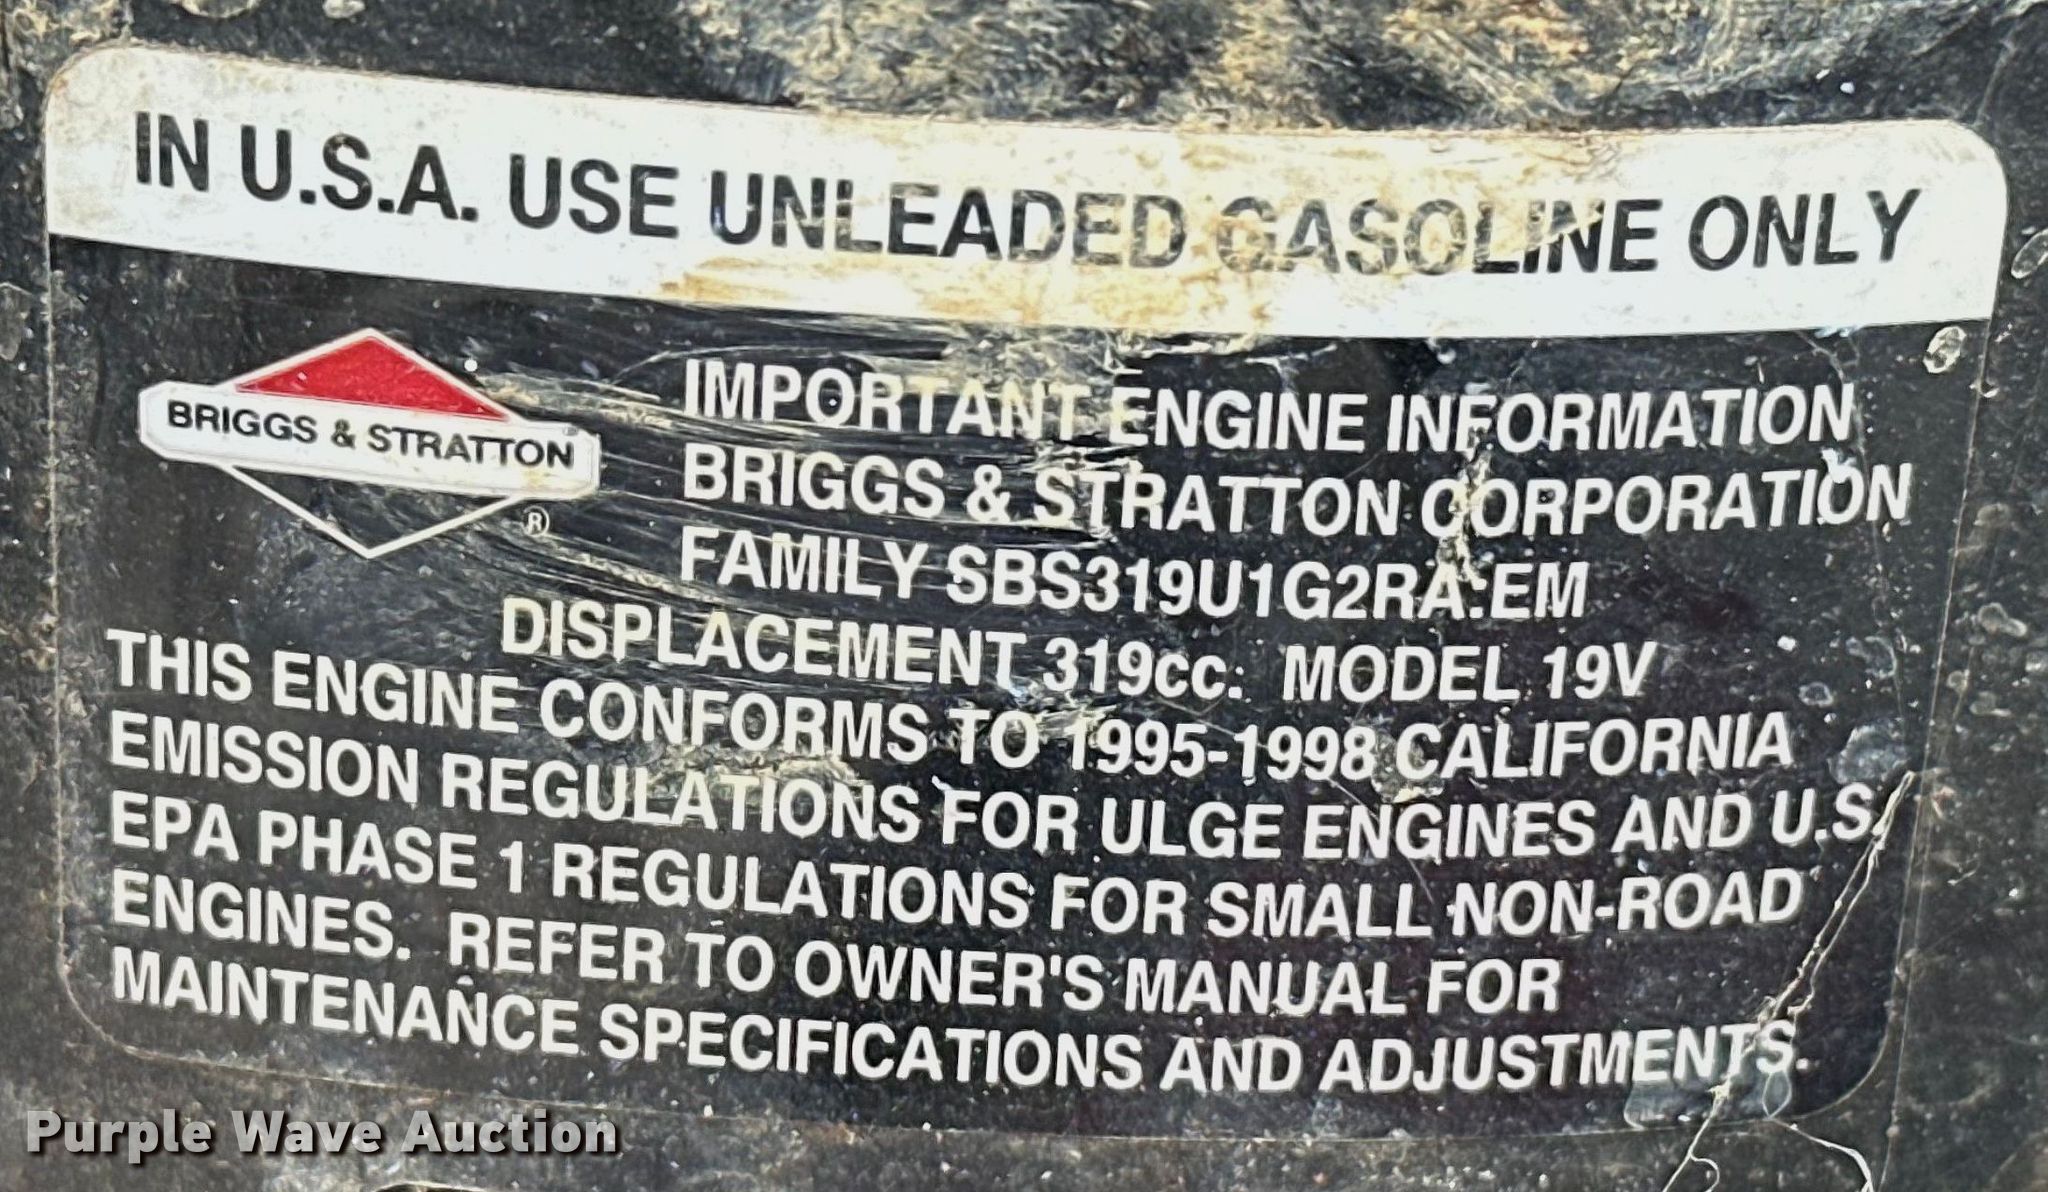 IN U.S.A. USE UNLEADED GASOLINE ONLY
BRIGGS & STRATTON
®
IMPORTANT ENGINE INFORMATION
BRIGGS & STRATTON CORPORATION
FAMILY SBS319U1G2RA:EM
DISPLACEMENT 319cc. MODEL 19V
THIS ENGINE CONFORMS TO 1995-1998 CALIFORNIA
EMISSION REGULATIONS FOR ULGE ENGINES AND U.S.
EPA PHASE 1 REGULATIONS FOR SMALL NON-ROAD
ENGINES. REFER TO OWNER'S MANUAL FOR
MAINTENANCE SPECIFICATIONS AND ADJUSTMENTS.
Purple Wave Auction